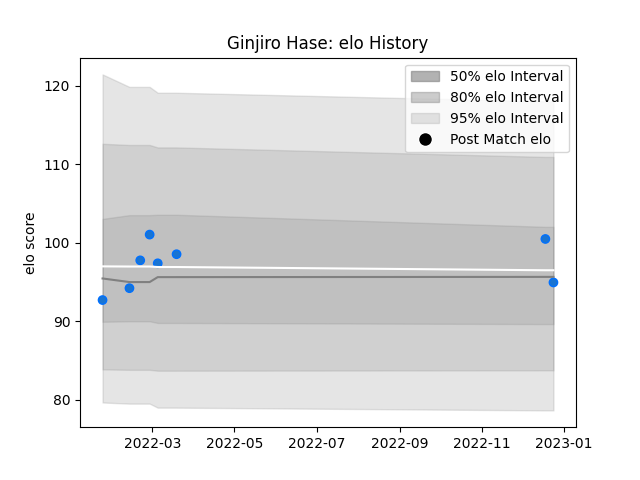 Ginjiro Hase: elo History
50% elo Interval
80% elo Interval
95% elo Interval
Post Match elo
elo score
120
110
100
90
80
2022-03
2022-05
2022-07
2022-09
2022-11
2023-01